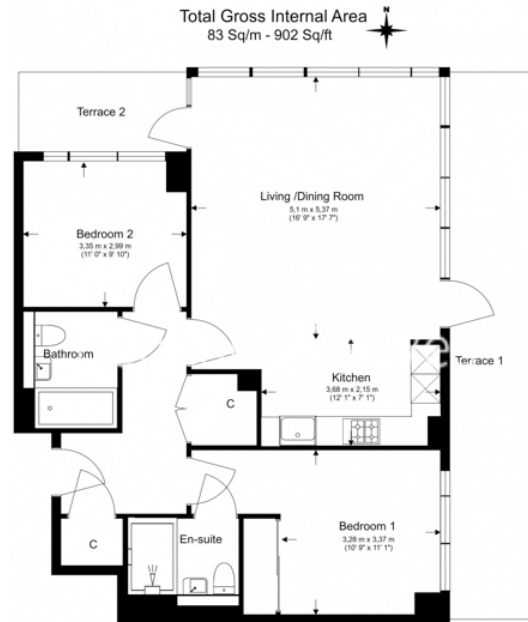 Total Gross Internal Area
83 Sq/m - 902 Sq/ft
N
Terrace 2
Living /Dining Room
5,1 m x 5,37 m
(16' 9" x 17' 7")
Bedroom 2
3,35 m x 2,99 m
(11' 0" x 9' 10")
Bathroom
Terrace 1
Kitchen
3,68 m x 2,15 m
(12' 1" x 7' 1")
C
Bedroom 1
3,28 m x 3,37 m
(10' 9" x 11' 1")
En-suite
C